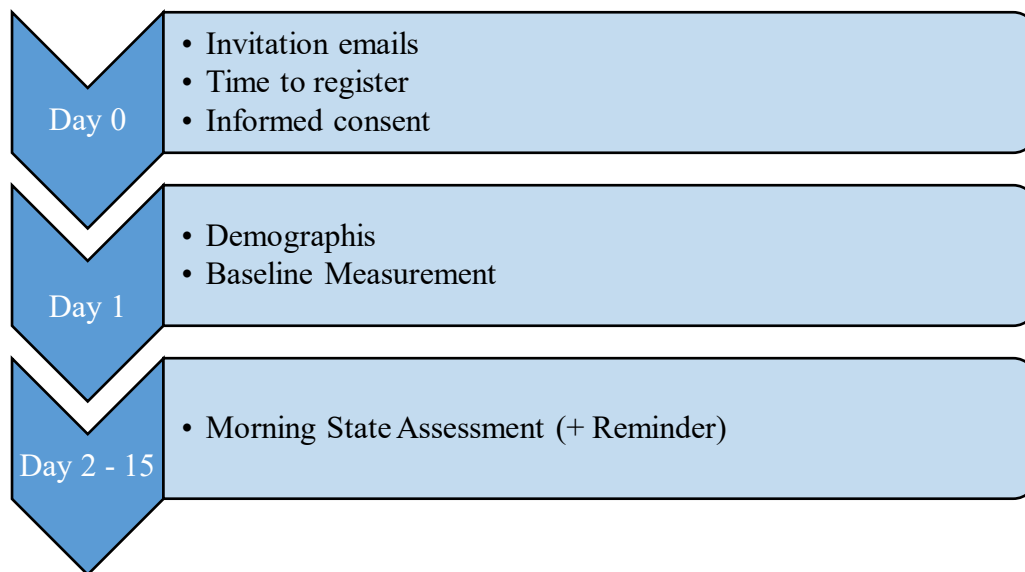 Day 0
• Invitation emails
• Time to register
• Informed consent
Day 1
• Demographis
• Baseline Measurement
Day 2 - 15
• Morning State Assessment (+ Reminder)